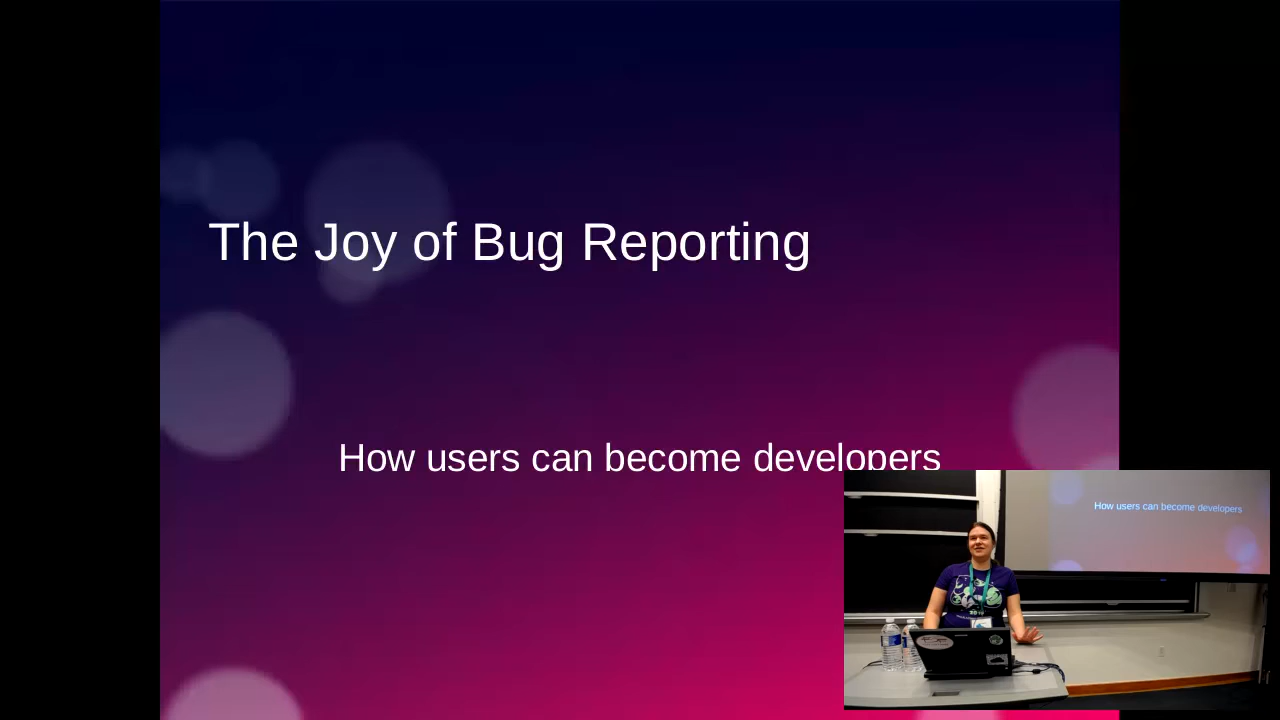 The Joy of Bug Reporting
How users can become developers
How users can become developers